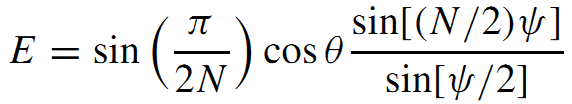 E = sin (π/2N) cos θ sin[(N/2)ψ]/sin[ψ/2]